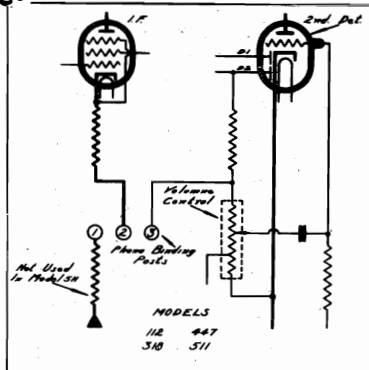 I.F.
2nd. Det.
D1
D2
Volume
Control
1 2 3
Phone Binding
Posts
Not Used
In Model 511
MODELS
112 447
318 511